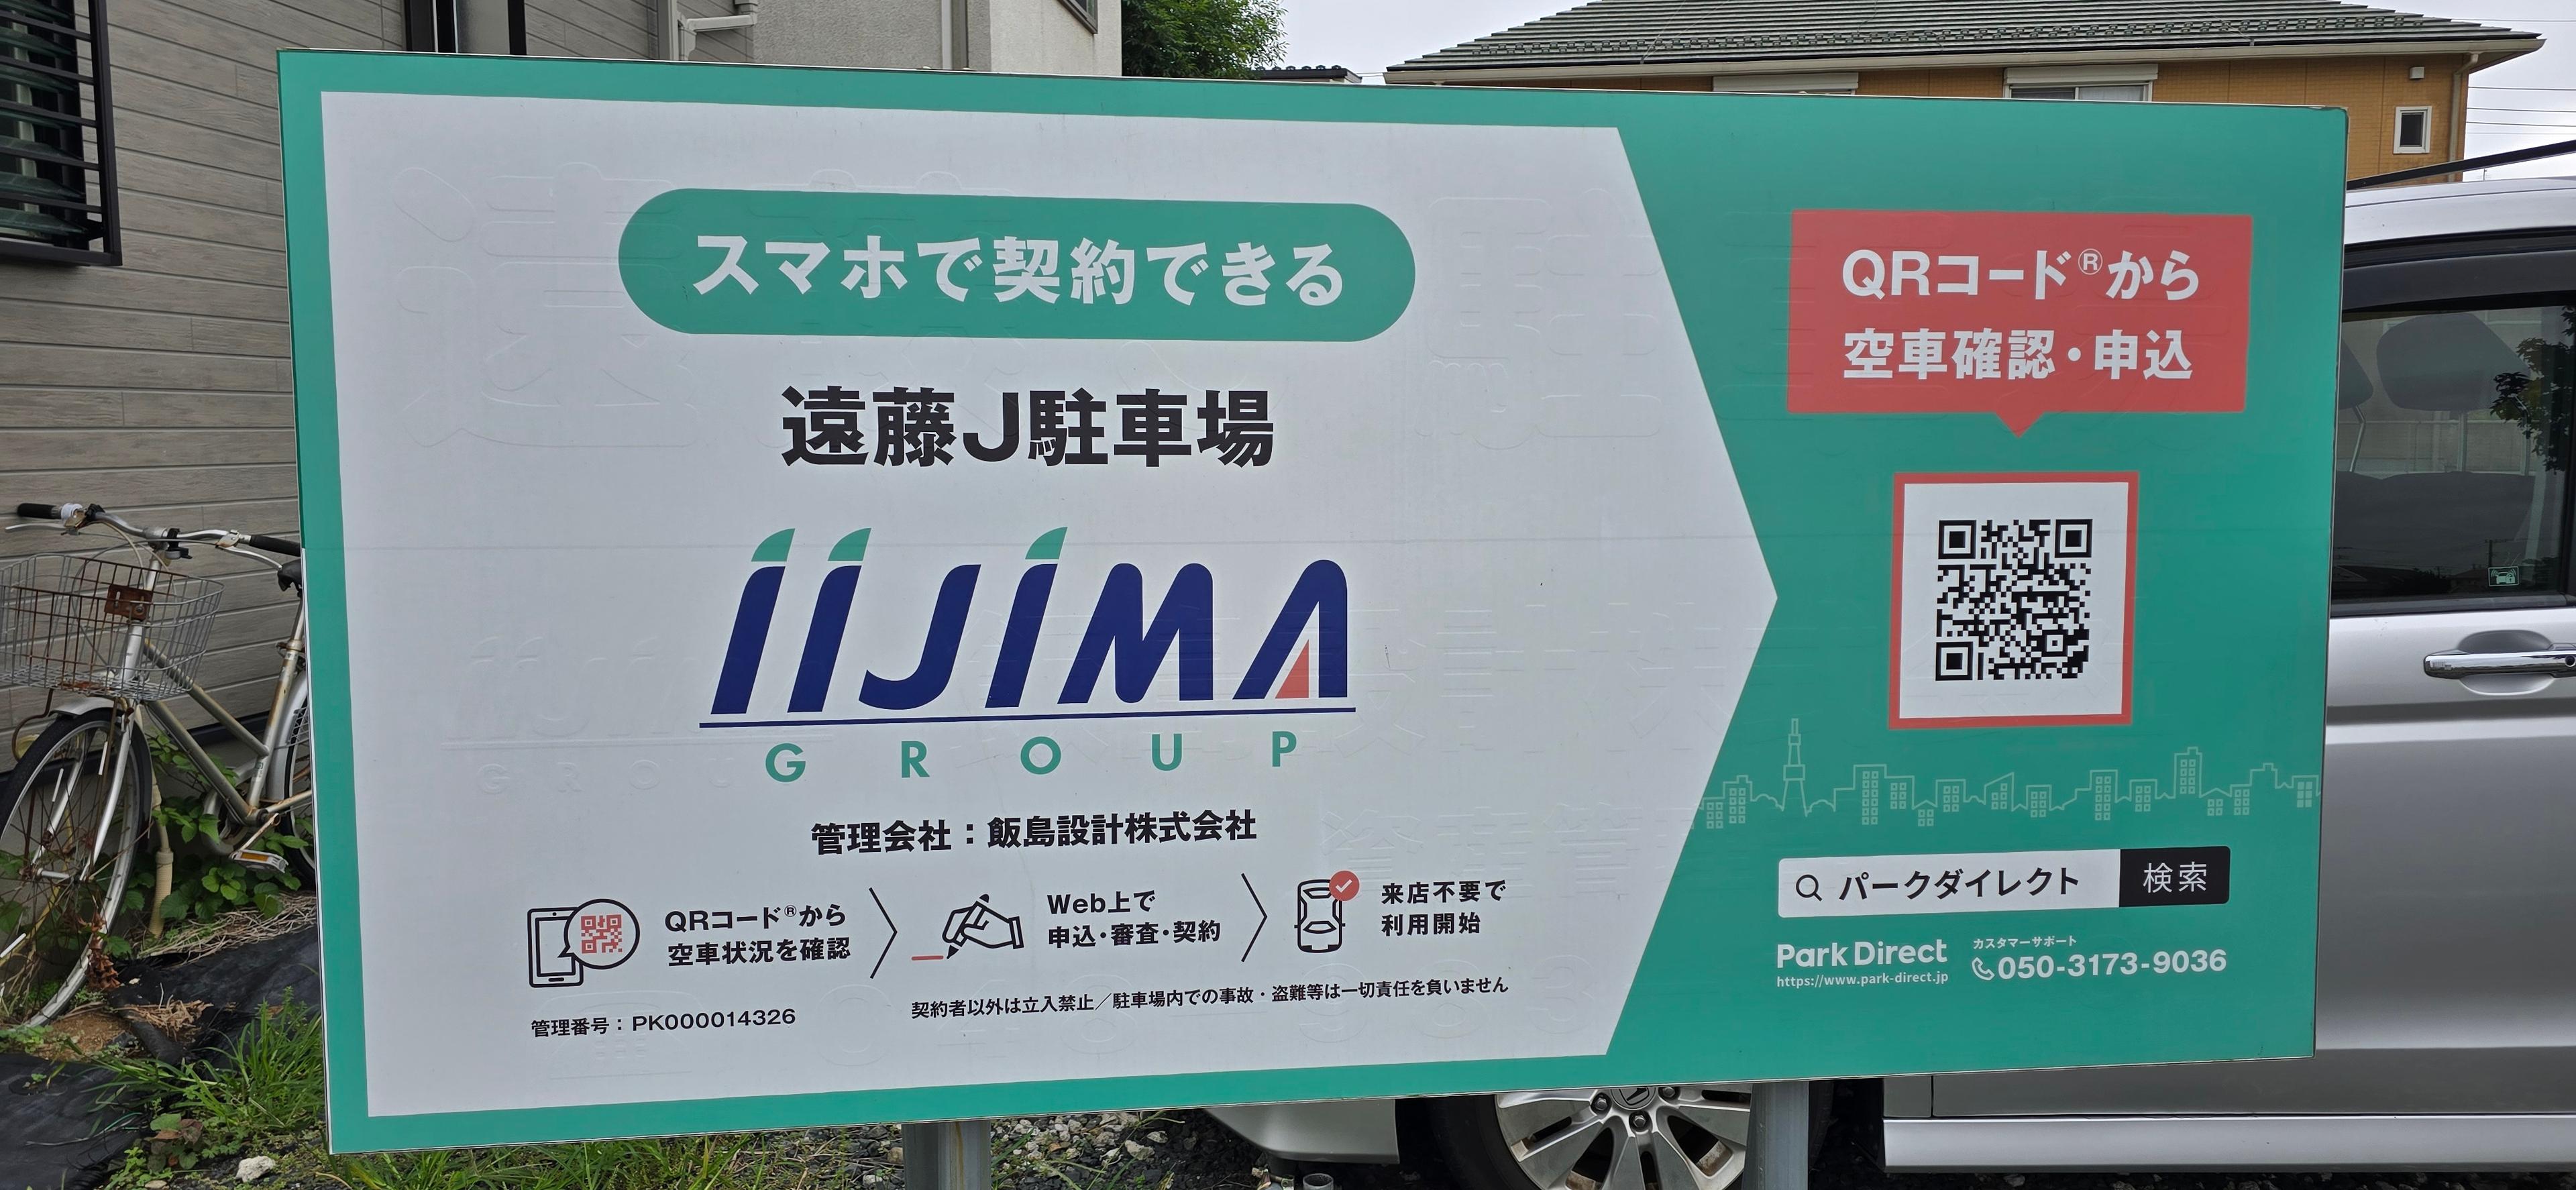 スマホで契約できる
遠藤J駐車場
iiJiMA
GROUP
管理会社：飯島設計株式会社
QRコード®から
空車状況を確認
Web上で
申込・審査・契約
来店不要で
利用開始
管理番号：PK000014326
契約者以外は立入禁止／駐車場内での事故・盗難等は一切責任を負いません
QRコード®から
空車確認・申込
パークダイレクト 検索
Park Direct
https://www.park-direct.jp
カスタマーサポート
050-3173-9036